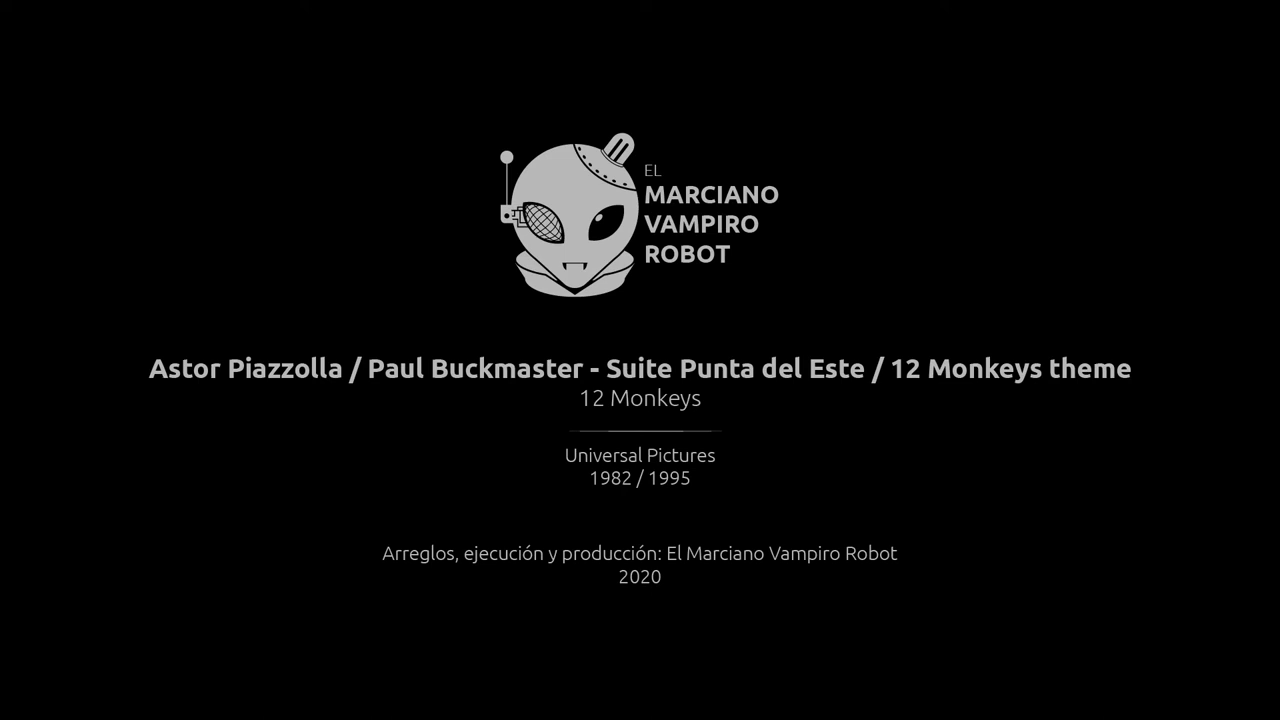 EL
MARCIANO
VAMPIRO
ROBOT
Astor Piazzolla / Paul Buckmaster - Suite Punta del Este / 12 Monkeys theme
12 Monkeys
Universal Pictures
1982 / 1995
Arreglos, ejecución y producción: El Marciano Vampiro Robot
2020